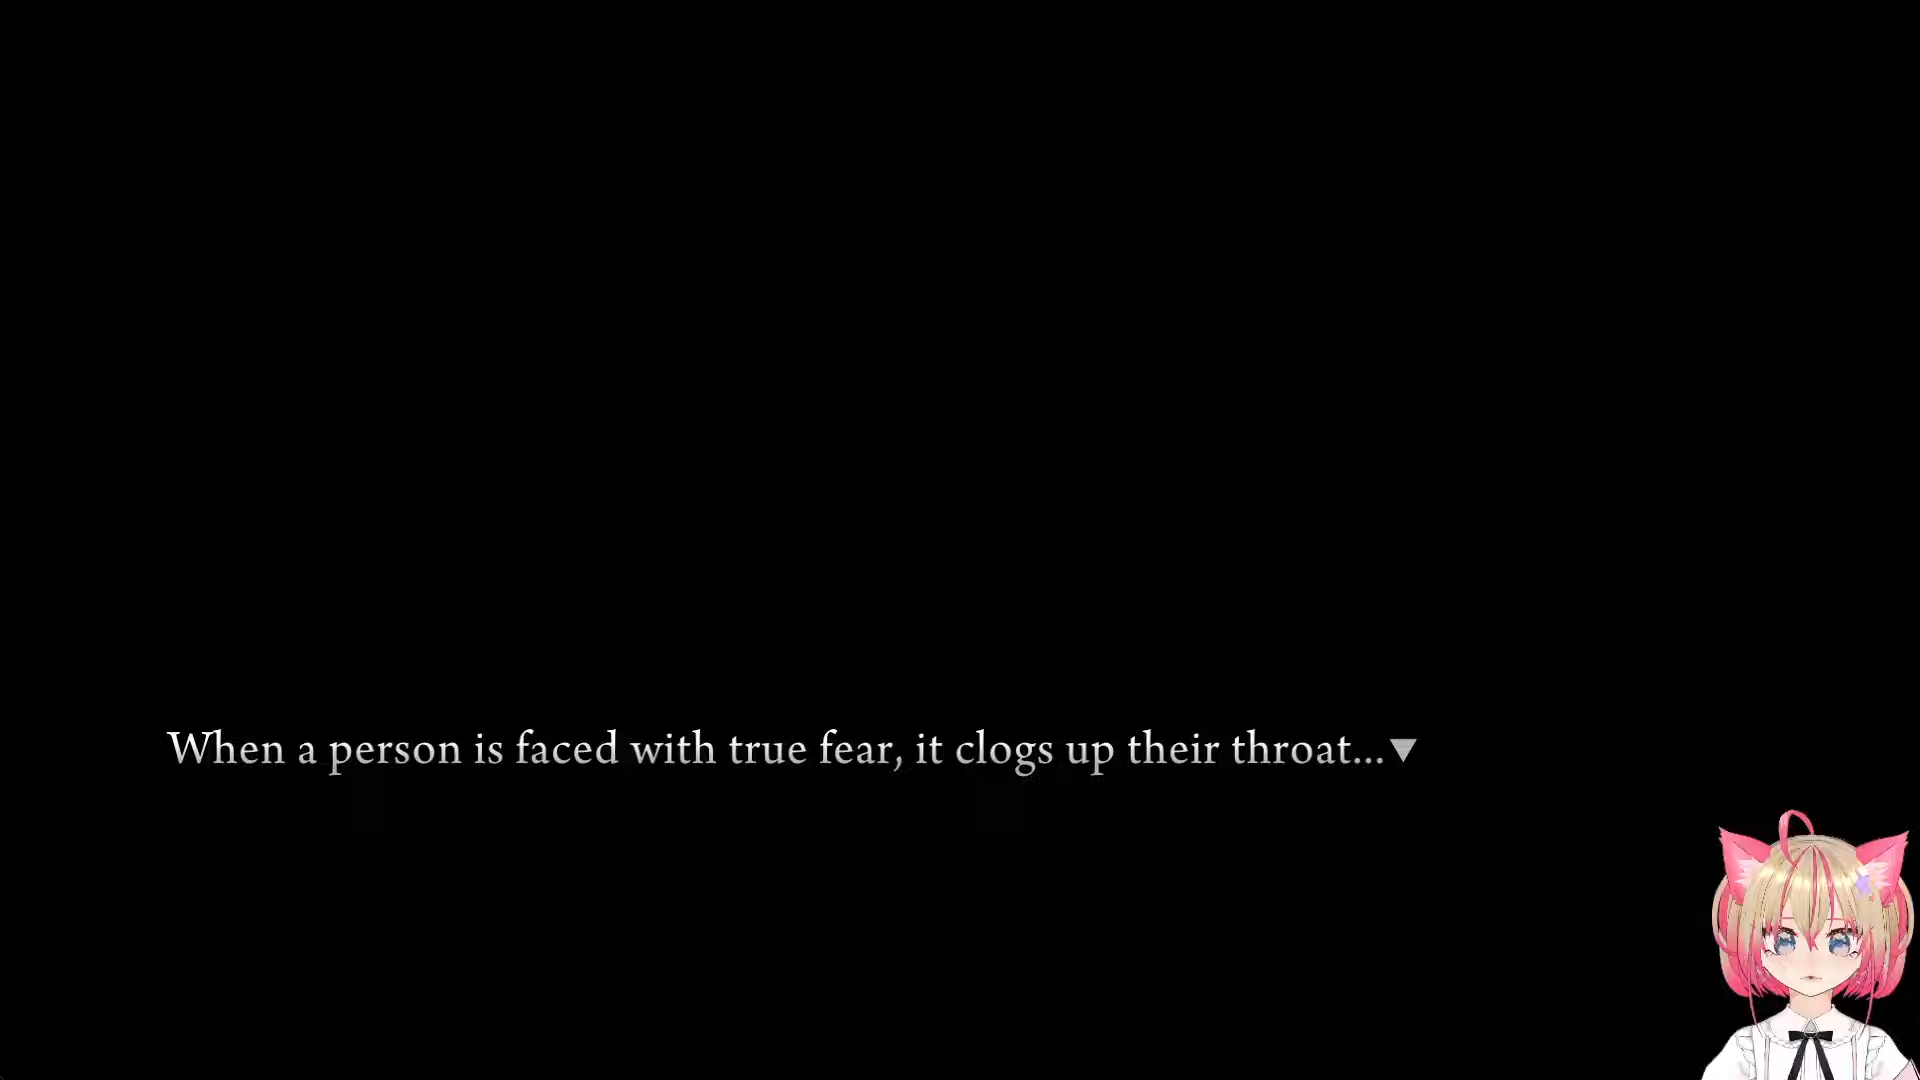 When a person is faced with true fear, it clogs up their throat...